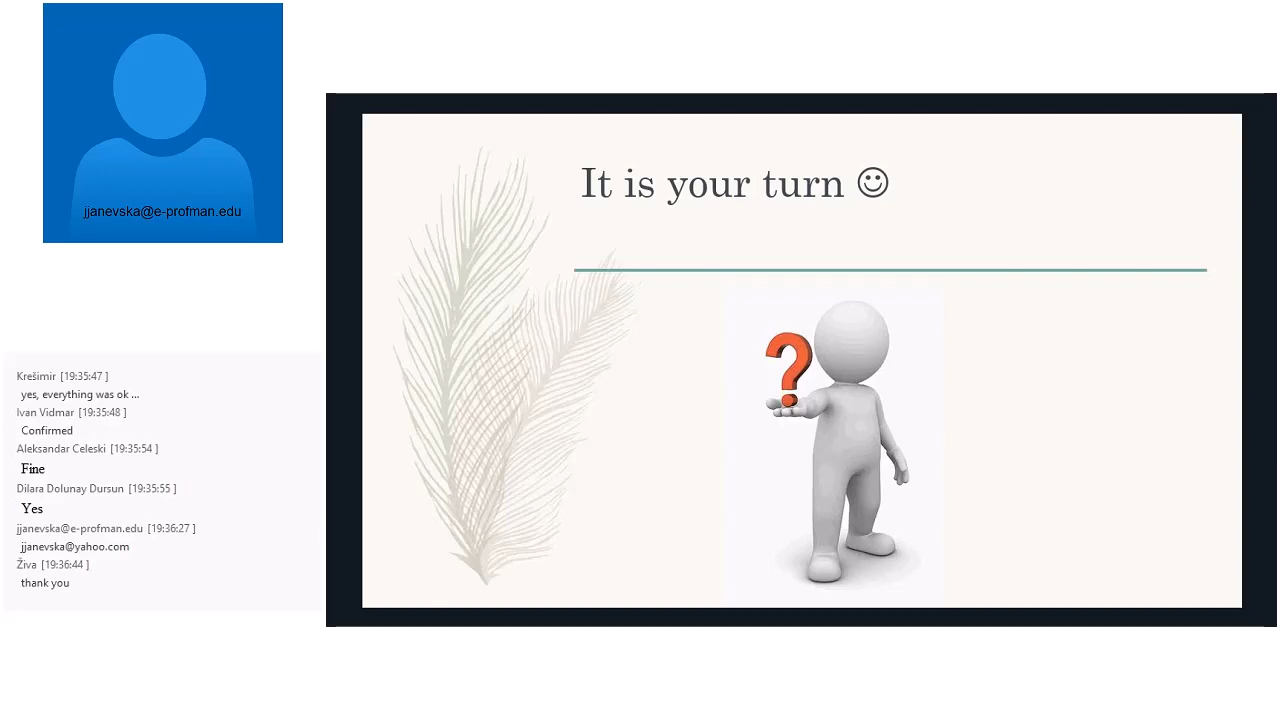 jjanevska@e-profman.edu
It is your turn ☺
?
Krešimir [19:35:47 ]
yes, everything was ok ...
Ivan Vidmar [19:35:48 ]
Confirmed
Aleksandar Celeski [19:35:54 ]
Fine
Dilara Dolunay Dursun [19:35:55 ]
Yes
jjanevska@e-profman.edu [19:36:27 ]
jjanevska@yahoo.com
Živa [19:36:44 ]
thank you